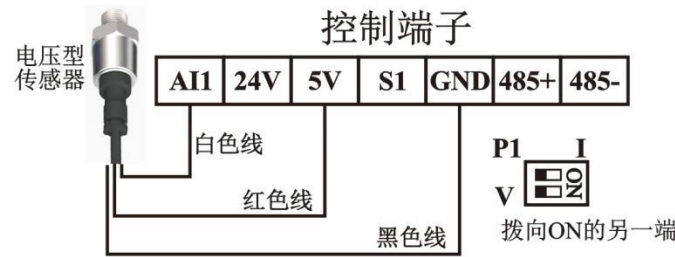 控制端子
电压型
传感器
AI1 24V 5V S1 GND 485+ 485-
白色线
红色线
黑色线
P1 I
V ON
拨向ON的另一端